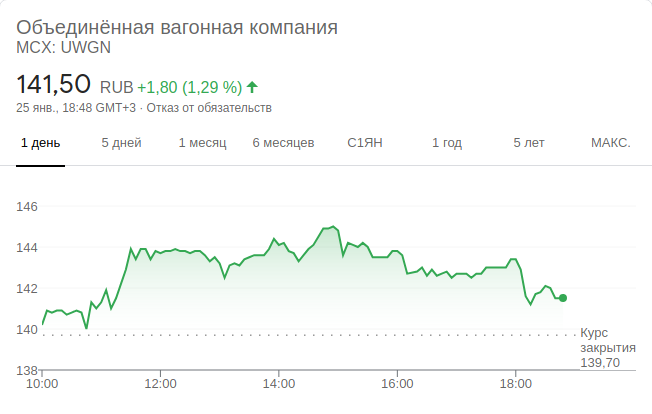 Объединённая вагонная компания
MCX: UWGN
141,50 RUB +1,80 (1,29 %)
25 янв., 18:48 GMT+3 · Отказ от обязательств
1 день 5 дней 1 месяц 6 месяцев С1ЯН 1 год 5 лет МАКС.
146
144
142
140
138
Курс
закрытия
139,70
10:00 12:00 14:00 16:00 18:00